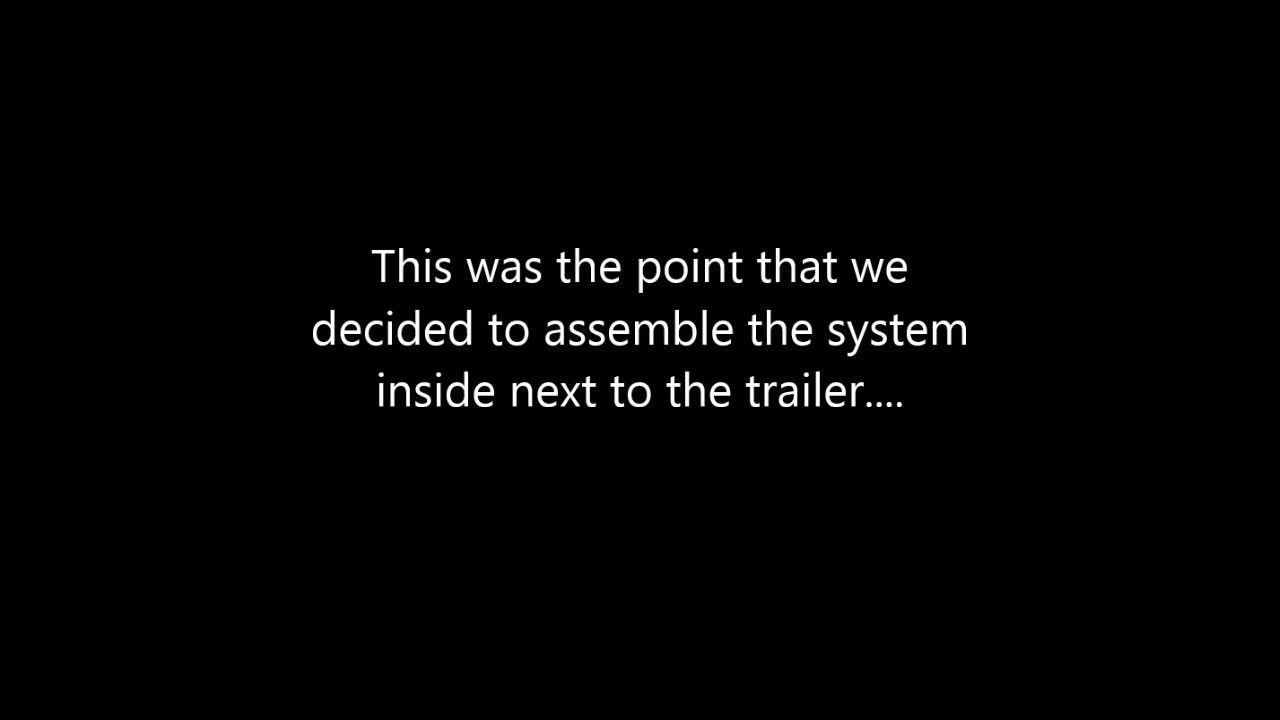 This was the point that we
decided to assemble the system
inside next to the trailer....